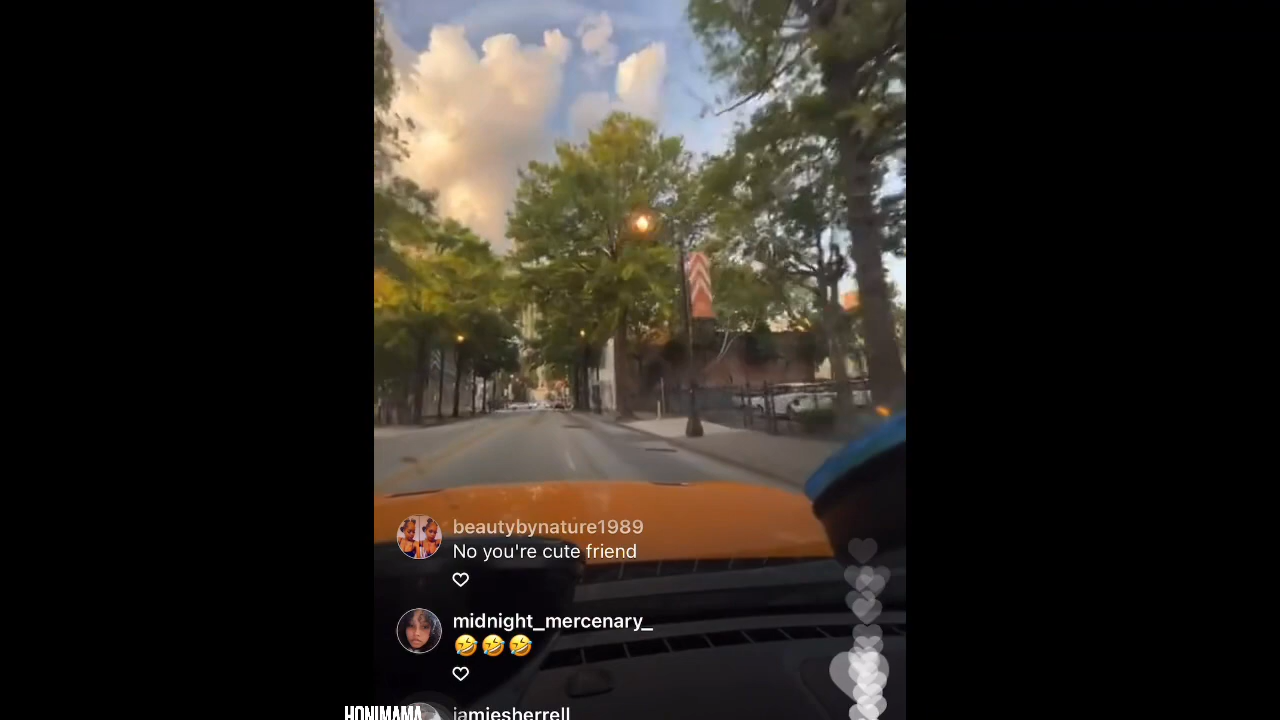 beautybynature1989
No you're cute friend
midnight_mercenary_
🤣🤣🤣
HONIMAMA
jamiesherrell